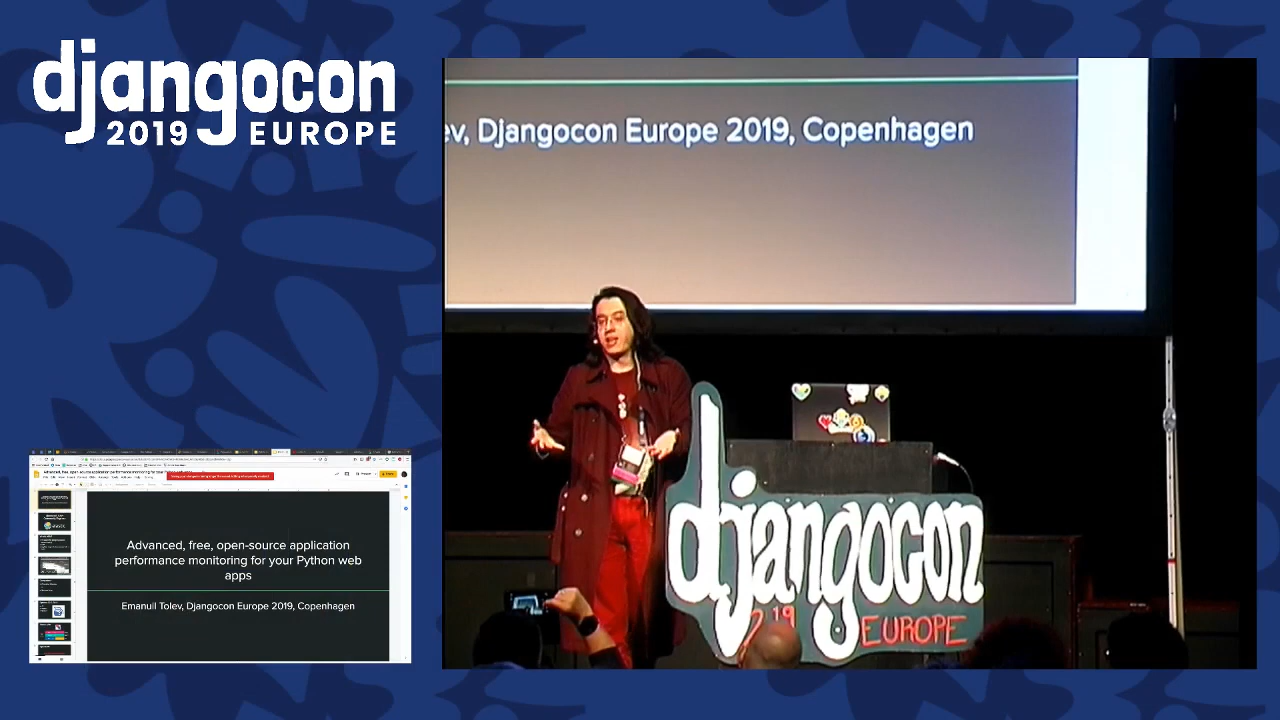 djangocon
2019 EUROPE
ev, Djangocon Europe 2019, Copenhagen
Advanced, free, open-source application
performance monitoring for your Python web
apps
Emanuil Tolev, Djangocon Europe 2019, Copenhagen
djangocon
19 EUROPE